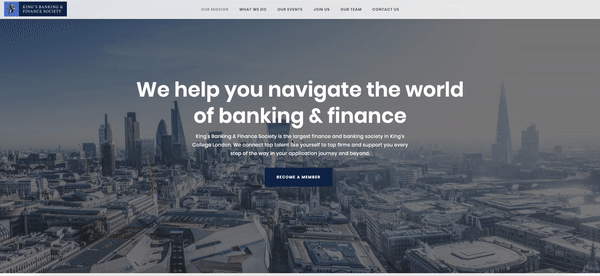 KING'S BANKING &
FINANCE SOCIETY
OUR MISSION WHAT WE DO OUR EVENTS JOIN US OUR TEAM CONTACT US
We help you navigate the world
of banking & finance
King's Banking & Finance Society is the largest finance and banking society in King's
College London. We connect top talent like yourself to top firms and support you every
step of the way in your application journey and beyond.
BECOME A MEMBER